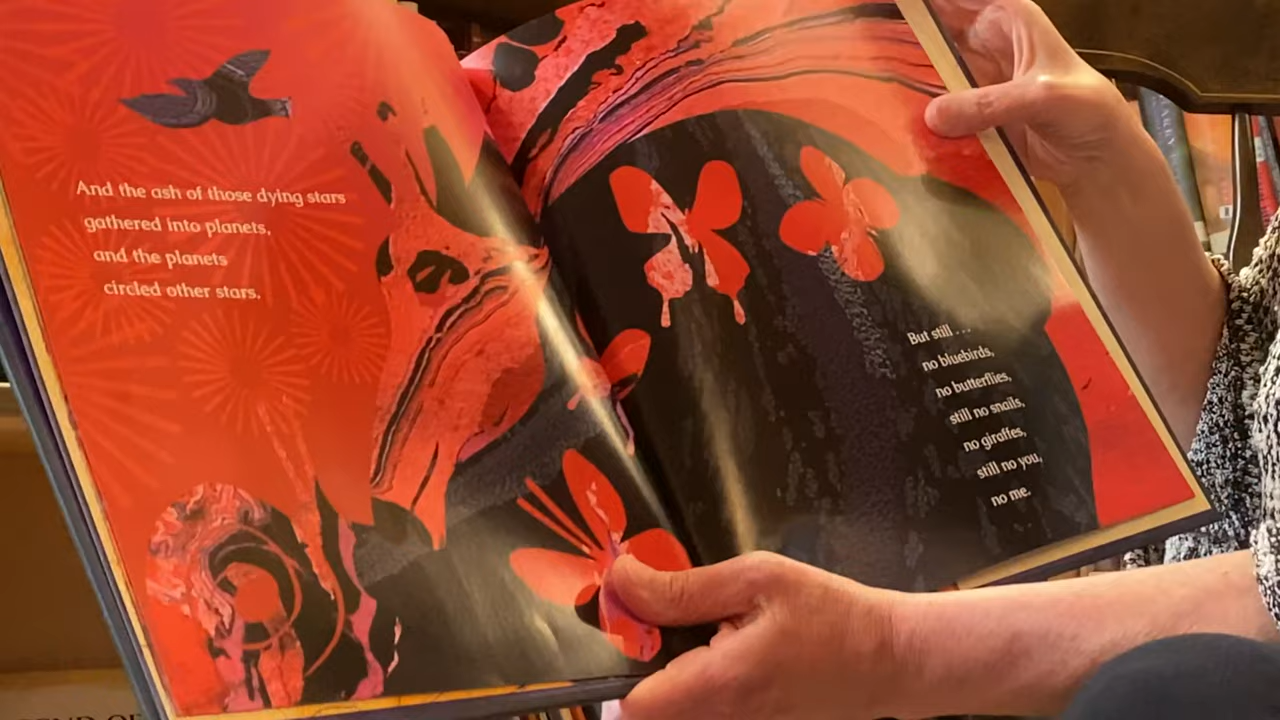 And the ash of those dying stars
gathered into planets,
and the planets
circled other stars.
But still . . .
no bluebirds,
no butterflies,
still no snails,
no giraffes,
still no you,
no me.